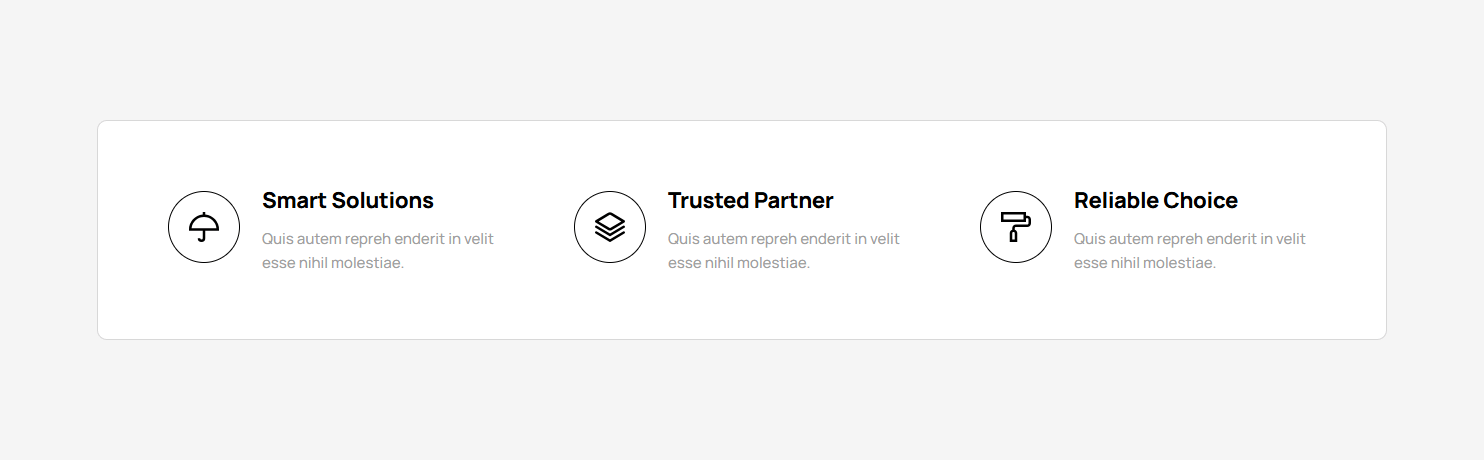 Smart Solutions
Quis autem repreh enderit in velit
esse nihil molestiae.
Trusted Partner
Quis autem repreh enderit in velit
esse nihil molestiae.
Reliable Choice
Quis autem repreh enderit in velit
esse nihil molestiae.